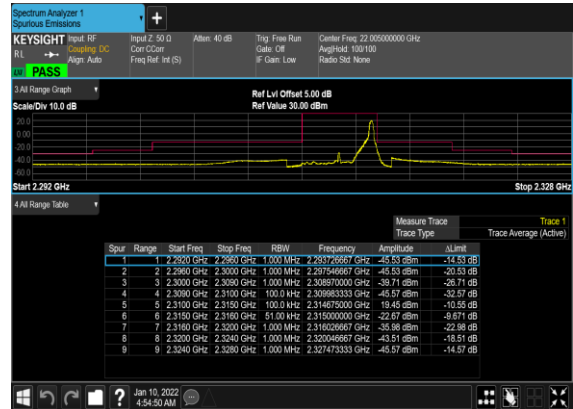 Spectrum Analyzer 1
Spurious Emissions
KEYSIGHT Input: RF Input Z: 50 Ω Atten: 40 dB Trig: Free Run Center Freq: 22.005000000 GHz
Coupling: DC Corr CCorr Gate: Off Avg|Hold: 100/100
RL Align: Auto Freq Ref: Int (S) IF Gain: Low Radio Std: None
LW PASS
3 All Range Graph Ref Lvl Offset 5.00 dB
Scale/Div 10.0 dB Ref Value 30.00 dBm
20.0
0.00
-20.0
-40.0
-60.0
Start 2.292 GHz Stop 2.328 GHz
4 All Range Table
Measure Trace Trace 1
Trace Type Trace Average (Active)
Spur Range Start Freq Stop Freq RBW Frequency Amplitude ΔLimit
1 1 2.2920 GHz 2.2960 GHz 1.000 MHz 2.293726667 GHz -45.53 dBm -14.53 dB
2 2 2.2960 GHz 2.3000 GHz 1.000 MHz 2.297546667 GHz -45.53 dBm -20.53 dB
3 3 2.3000 GHz 2.3090 GHz 1.000 MHz 2.308970000 GHz -39.71 dBm -26.71 dB
4 4 2.3090 GHz 2.3100 GHz 100.0 kHz 2.309983333 GHz -45.57 dBm -32.57 dB
5 5 2.3100 GHz 2.3150 GHz 100.0 kHz 2.314675000 GHz 19.45 dBm -10.55 dB
6 6 2.3150 GHz 2.3160 GHz 51.00 kHz 2.315000000 GHz -22.67 dBm -9.671 dB
7 7 2.3160 GHz 2.3200 GHz 1.000 MHz 2.316026667 GHz -35.98 dBm -22.98 dB
8 8 2.3200 GHz 2.3240 GHz 1.000 MHz 2.320046667 GHz -43.51 dBm -18.51 dB
9 9 2.3240 GHz 2.3280 GHz 1.000 MHz 2.327473333 GHz -45.57 dBm -14.57 dB
Jan 10, 2022
4:54:50 AM